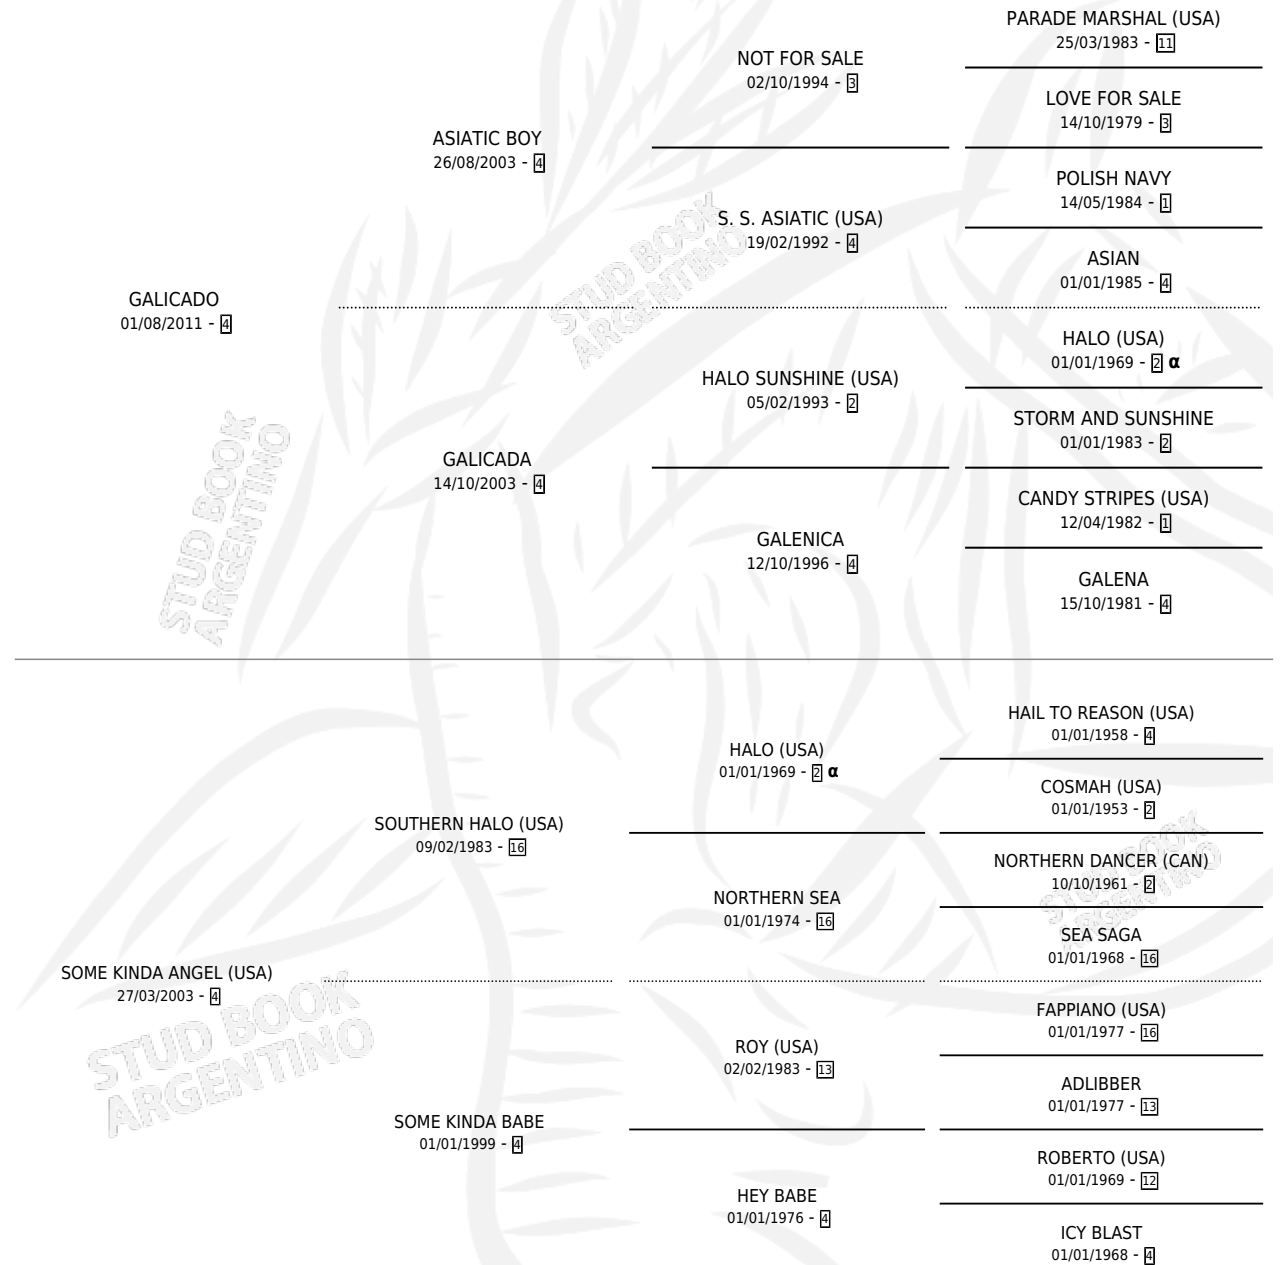 PARADE MARSHAL (USA)
25/03/1983 - 11
NOT FOR SALE
02/10/1994 - 3
LOVE FOR SALE
14/10/1979 - 3
ASIATIC BOY
26/08/2003 - 4
POLISH NAVY
14/05/1984 - 1
S. S. ASIATIC (USA)
19/02/1992 - 4
ASIAN
01/01/1985 - 4
GALICADO
01/08/2011 - 4
HALO (USA)
01/01/1969 - 2 α
HALO SUNSHINE (USA)
05/02/1993 - 2
STORM AND SUNSHINE
01/01/1983 - 2
GALICADA
14/10/2003 - 4
CANDY STRIPES (USA)
12/04/1982 - 1
GALENICA
12/10/1996 - 4
GALENA
15/10/1981 - 4
HAIL TO REASON (USA)
01/01/1958 - 4
HALO (USA)
01/01/1969 - 2 α
COSMAH (USA)
01/01/1953 - 2
SOUTHERN HALO (USA)
09/02/1983 - 16
NORTHERN DANCER (CAN)
10/10/1961 - 2
NORTHERN SEA
01/01/1974 - 16
SEA SAGA
01/01/1968 - 16
SOME KINDA ANGEL (USA)
27/03/2003 - 4
FAPPIANO (USA)
01/01/1977 - 16
ROY (USA)
02/02/1983 - 13
ADLIBBER
01/01/1977 - 13
SOME KINDA BABE
01/01/1999 - 4
ROBERTO (USA)
01/01/1969 - 12
HEY BABE
01/01/1976 - 4
ICY BLAST
01/01/1968 - 4
STUD BOOK
ARGENTINO
STUD BOOK
ARGENTINO
STUD BOOK
ARGENTINO
STUD BOOK
ARGENTINO